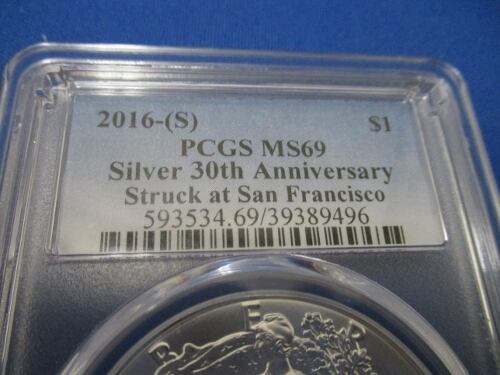 2016-(S) $1
PCGS MS69
Silver 30th Anniversary
Struck at San Francisco
593534.69/39389496
B E R